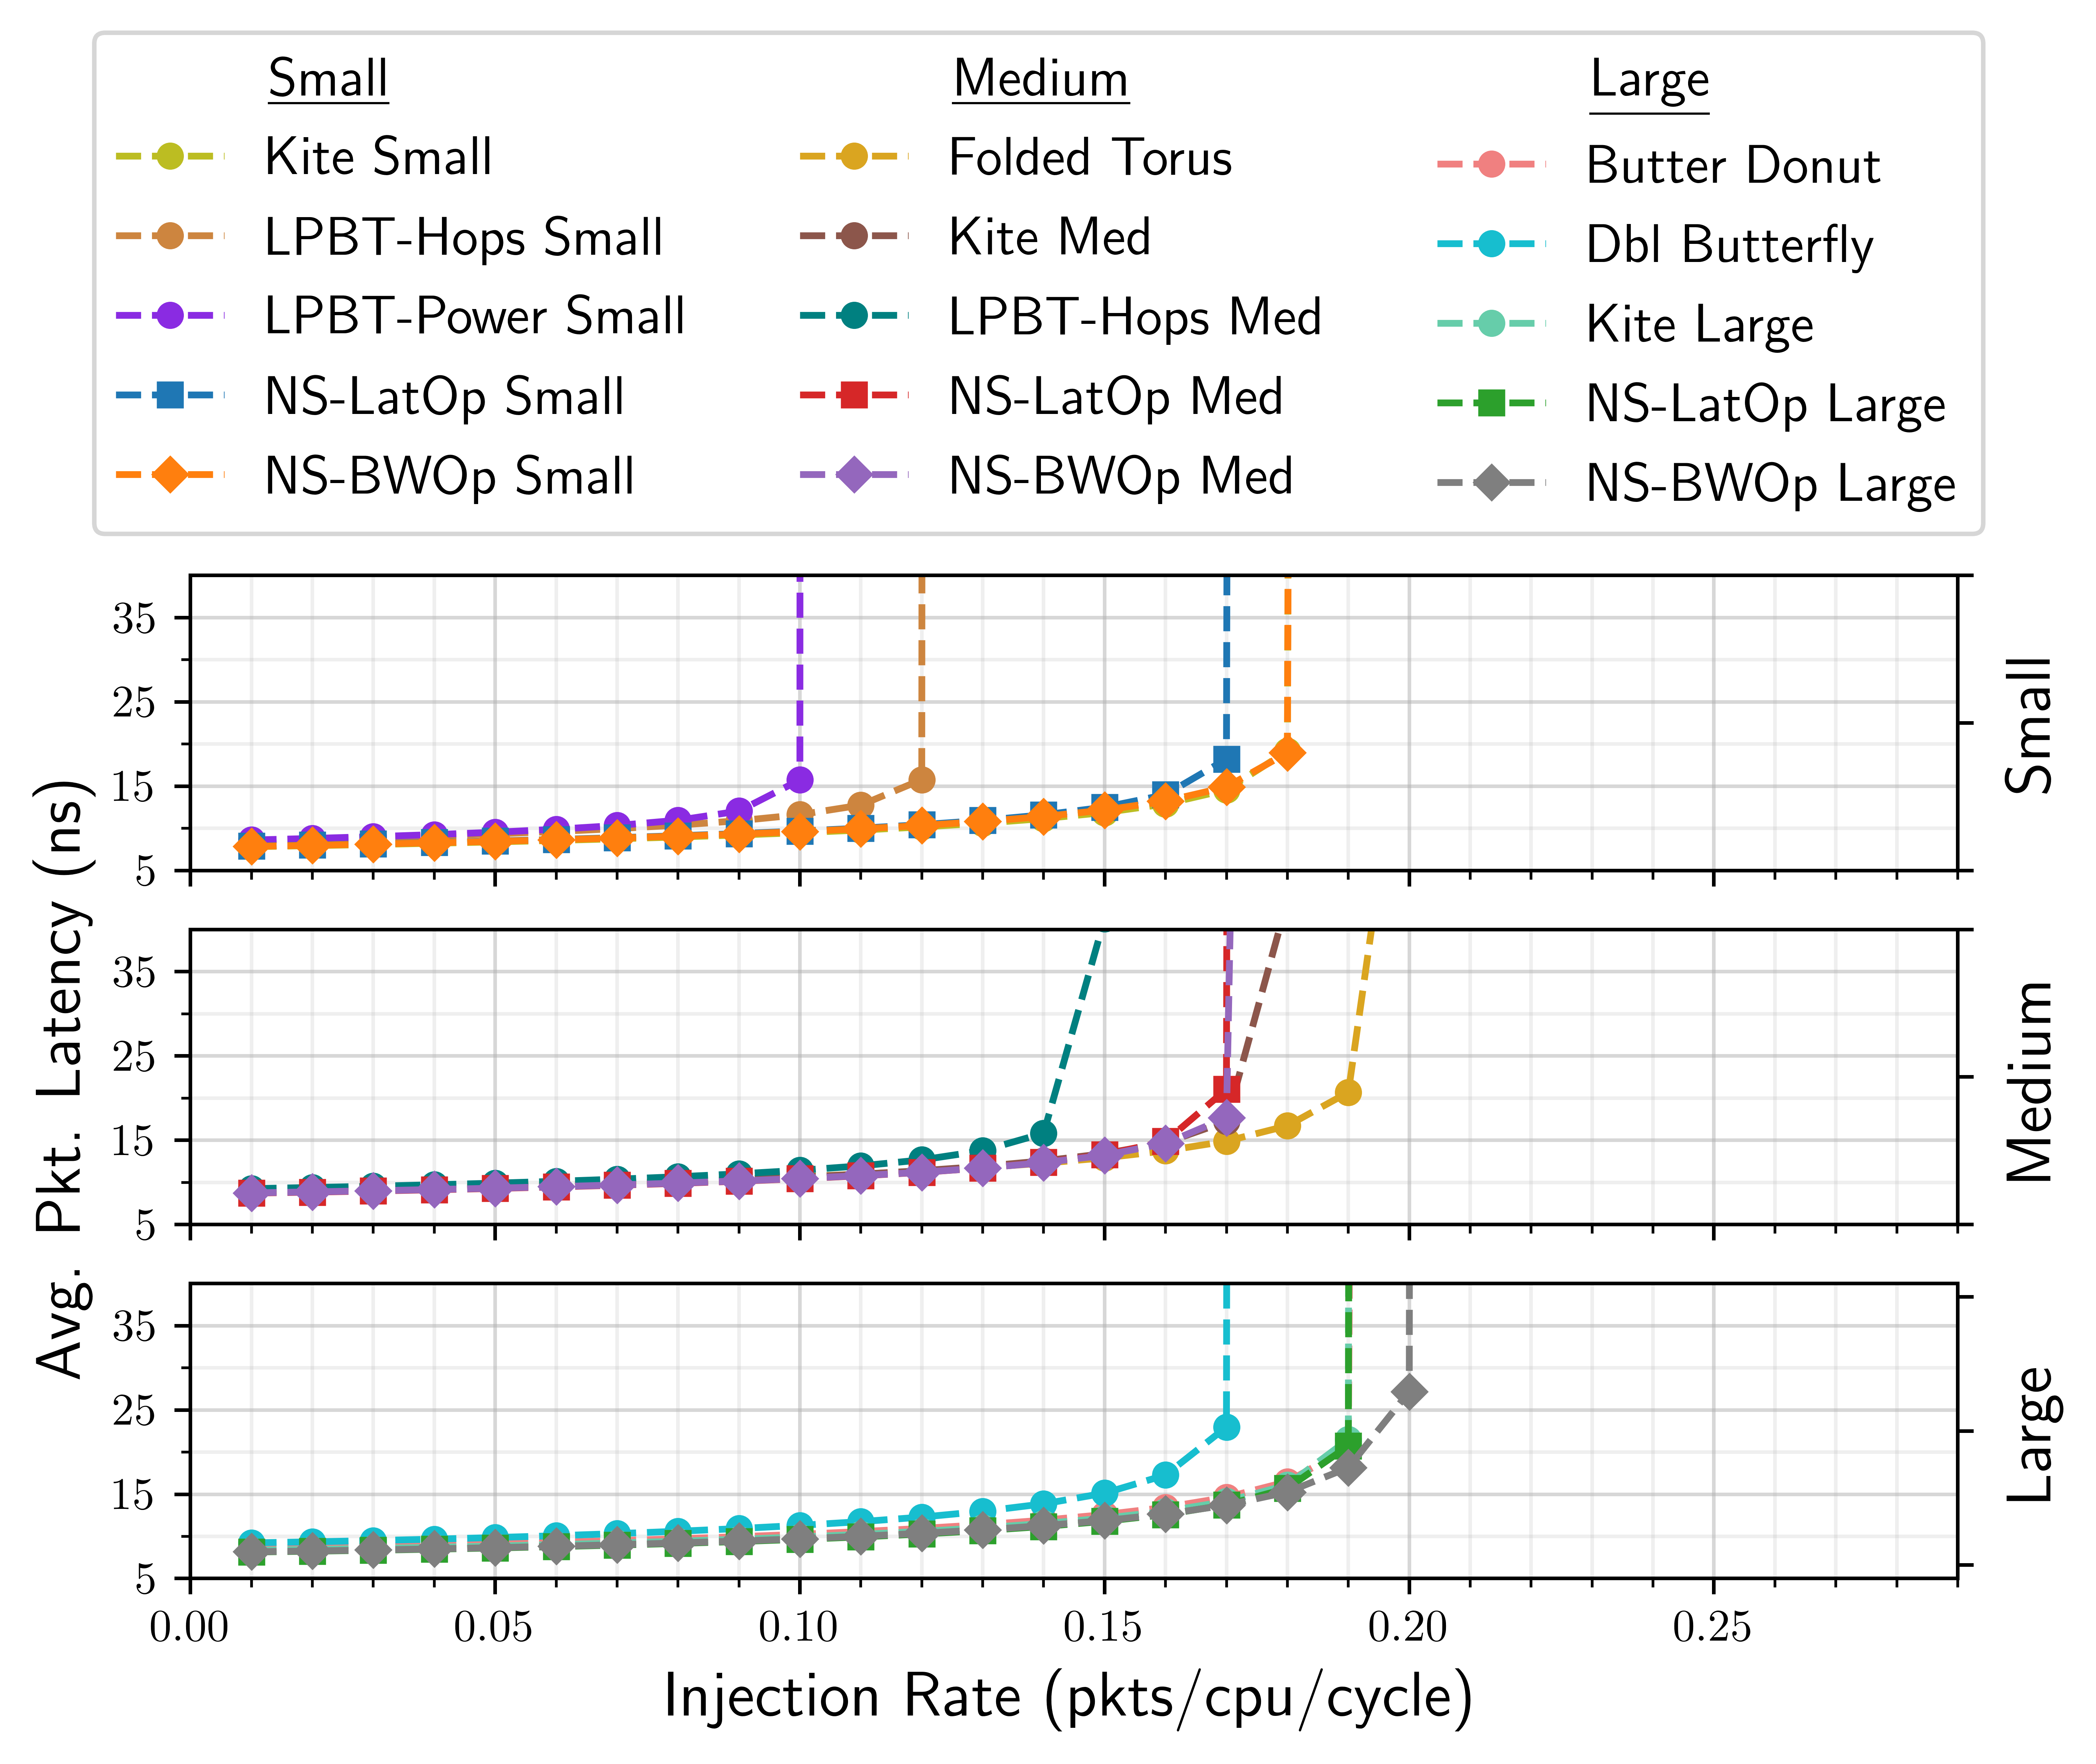 Small
Kite Small
LPBT-Hops Small
LPBT-Power Small
NS-LatOp Small
NS-BWOp Small
Medium
Folded Torus
Kite Med
LPBT-Hops Med
NS-LatOp Med
NS-BWOp Med
Large
Butter Donut
Dbl Butterfly
Kite Large
NS-LatOp Large
NS-BWOp Large
Avg. Pkt. Latency (ns)
35
25
15
5
Small
35
25
15
5
Medium
35
25
15
5
Large
0.00 0.05 0.10 0.15 0.20 0.25
Injection Rate (pkts/cpu/cycle)